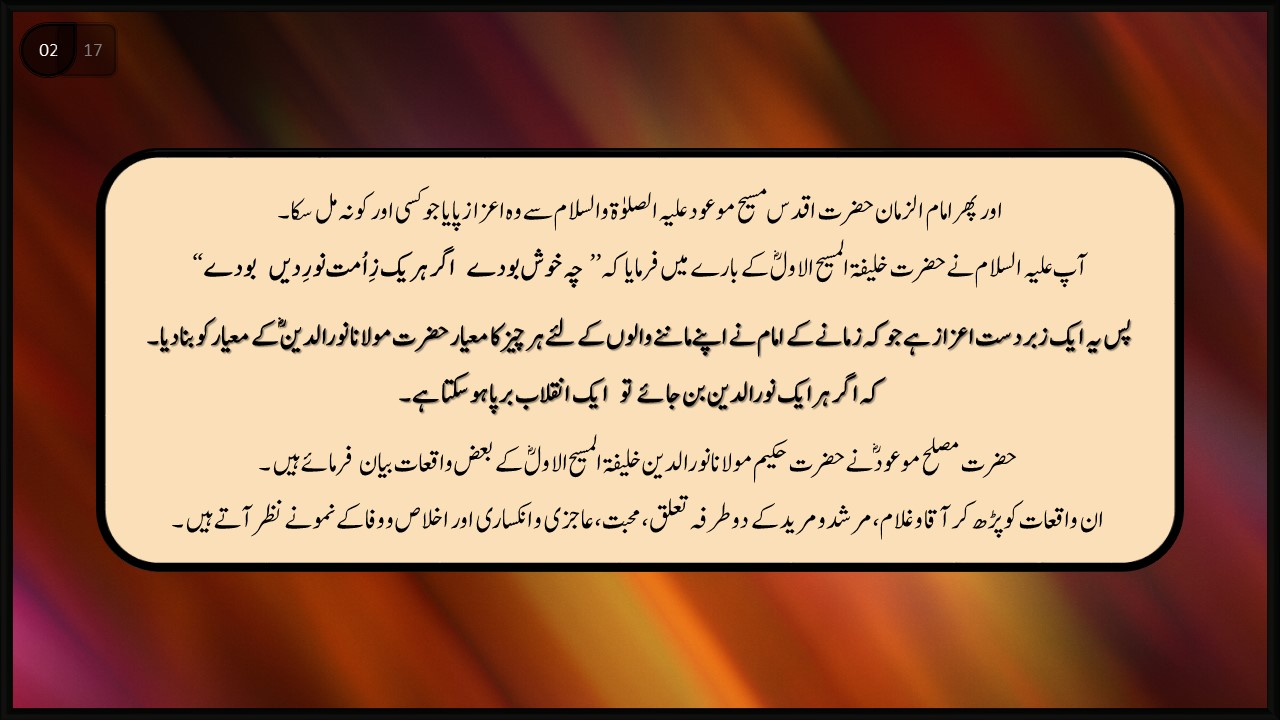 02 17
اور پھر امام الزمان حضرت اقدس مسیح موعود علیہ الصلوٰۃ والسلام سے وہ اعزاز پایا جو کسی اور کو نہ مل سکا۔
آپ علیہ السلام نے حضرت خلیفۃ المسیح الاولؓ کے بارے میں فرمایا کہ’’ چہ خوش بودے اگر ہر یک زِاُمت نورِدیں بودے‘‘
پس یہ ایک زبردست اعزاز ہے جو کہ زمانے کے امام نے اپنے ماننے والوں کے لئے ہر چیز کا معیار حضرت مولانا نورالدینؓ کے معیار کو بنا دیا۔
کہ اگر ہر ایک نورالدین بن جائے تو ایک انقلاب برپا ہو سکتا ہے۔
حضرت مصلح موعودؓ نے حضرت حکیم مولانا نورالدین خلیفۃ المسیح الاولؓ کے بعض واقعات بیان فرمائے ہیں۔
ان واقعات کو پڑھ کر آقا و غلام، مرشد و مرید کے دو طرفہ تعلق، محبت، عاجزی و انکساری اور اخلاص و وفا کے نمونے نظر آتے ہیں۔